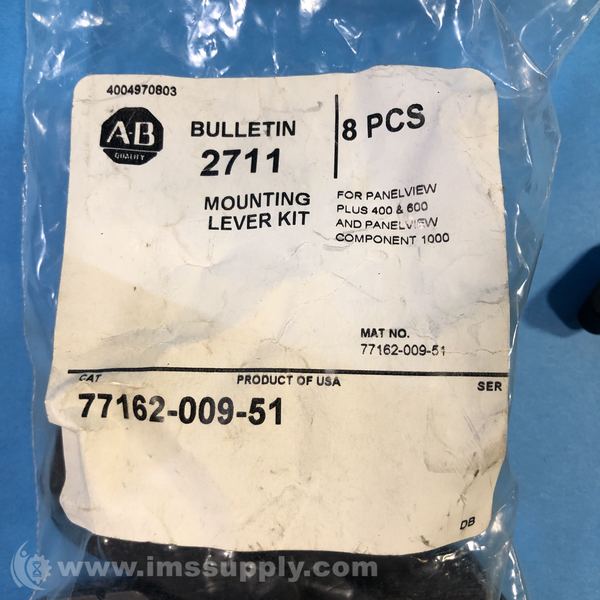 4004970803
A-B
QUALITY
BULLETIN
2711
8 PCS
MOUNTING
LEVER KIT
FOR PANELVIEW
PLUS 400 & 600
AND PANELVIEW
COMPONENT 1000
MAT NO.
77162-009-51
CAT
PRODUCT OF USA
SER
77162-009-51
DB
www.imssupply.com